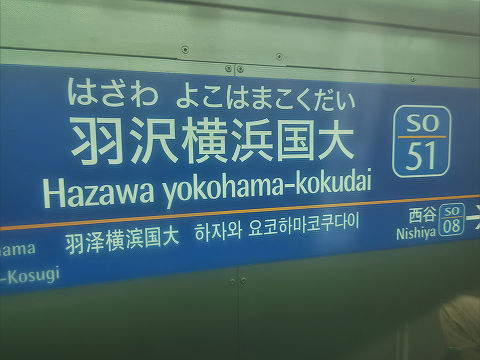 はざわ よこはまこくだい
羽沢横浜国大
SO
51
Hazawa yokohama-kokudai
羽泽横滨国大 하자와 요코하마코쿠다이
西谷
Nishiya
SO
08
-Kosugi